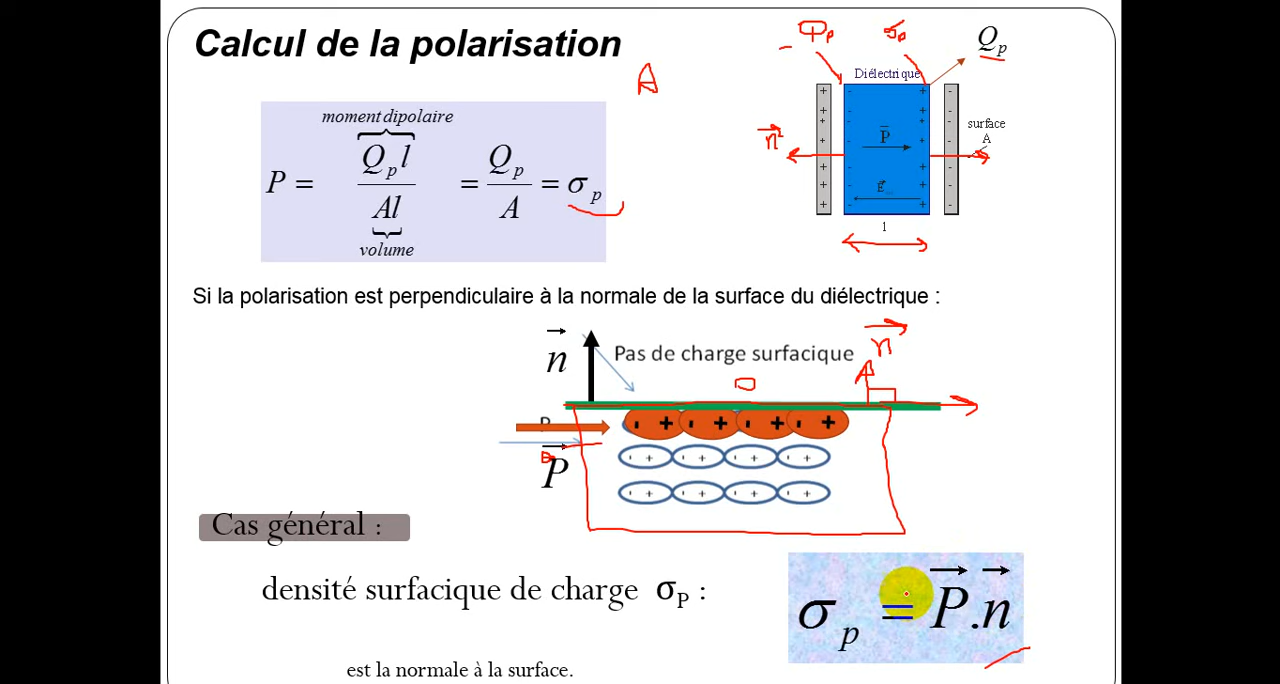 Calcul de la polarisation
A
moment dipolaire
P = Q_p l / Al = Q_p / A = σ_p
volume
σ_p
Q_p
Diélectrique
surface
A
n
P
E
l
+ + + + + + +
- - - - - - -
Si la polarisation est perpendiculaire à la normale de la surface du diélectrique :
n
Pas de charge surfacique
n
- + - + - + - +
P
- + - + - + - +
- + - + - + - +
Cas général :
densité surfacique de charge σ_P :
σ_p = P.n
est la normale à la surface.